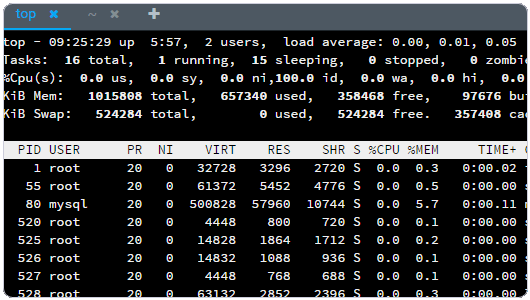 top ✖ ~ ✖ ✚
top - 09:25:29 up  5:57,  2 users,  load average: 0.00, 0.01, 0.05
Tasks:  16 total,   1 running,  15 sleeping,   0 stopped,   0 zombi
%Cpu(s):  0.0 us,  0.0 sy,  0.0 ni,100.0 id,  0.0 wa,  0.0 hi,  0.0
KiB Mem:   1015808 total,   657340 used,   358468 free,    97676 bu
KiB Swap:   524284 total,        0 used,   524284 free.   357408 ca
PID USER      PR  NI    VIRT    RES    SHR S %CPU %MEM     TIME+
1 root      20   0   32728   3296   2720 S  0.0  0.3   0:00.02
55 root      20   0   61372   5452   4776 S  0.0  0.5   0:00.00
80 mysql     20   0  500828  57960  10744 S  0.0  5.7   0:00.11
520 root      20   0    4448    800    720 S  0.0  0.1   0:00.00
525 root      20   0   14828   1864   1712 S  0.0  0.2   0:00.00
526 root      20   0   14832   1088    936 S  0.0  0.1   0:00.00
527 root      20   0    4448    768    688 S  0.0  0.1   0:00.00
528 root      20   0   63132   2852   2396 S  0.0  0.3   0:00.00